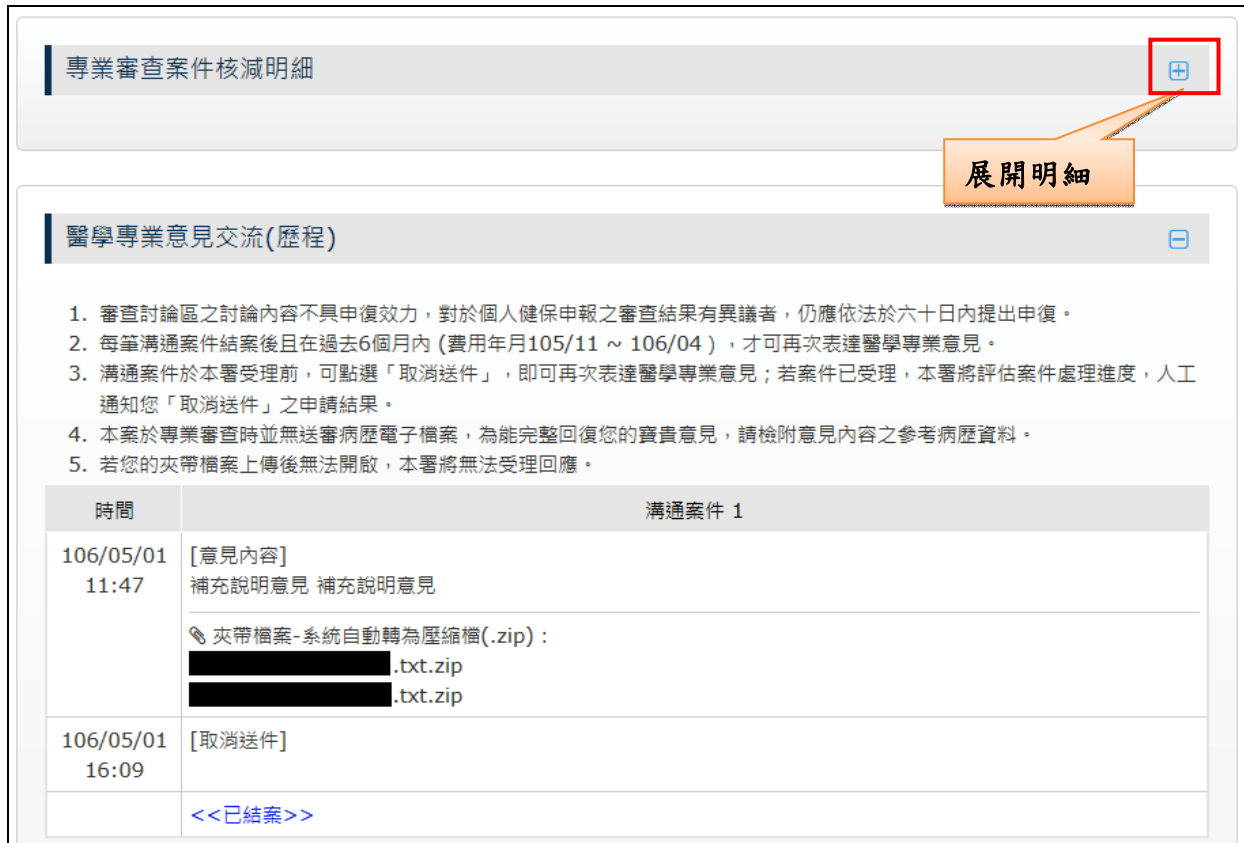 專業審查案件核減明細
展開明細
醫學專業意見交流(歷程)
1. 審查討論區之討論內容不具申復效力，對於個人健保申報之審查結果有異議者，仍應依法於六十日內提出申復。
2. 每筆溝通案件結案後且在過去6個月內 (費用年月105/11 ~ 106/04 ) ，才可再次表達醫學專業意見。
3. 溝通案件於本署受理前，可點選「取消送件」，即可再次表達醫學專業意見；若案件已受理，本署將評估案件處理進度，人工
通知您「取消送件」之申請結果。
4. 本案於專業審查時並無送審病歷電子檔案，為能完整回復您的寶貴意見，請檢附意見內容之參考病歷資料。
5. 若您的夾帶檔案上傳後無法開啟，本署將無法受理回應。
時間 溝通案件 1
106/05/01 [意見內容]
11:47 補充說明意見 補充說明意見
夾帶檔案-系統自動轉為壓縮檔(.zip)：
.txt.zip
.txt.zip
106/05/01 [取消送件]
16:09
<<已結案>>